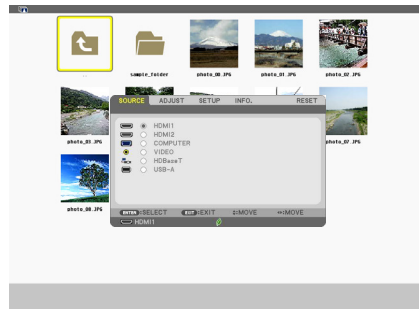 ..
sample_folder
photo_00.JPG
photo_01.JPG
photo_02.JPG
SOURCE ADJUST SETUP INFO. RESET
HDMI1
HDMI2
COMPUTER
VIDEO
HDBaseT
USB-A
photo_03.JPG
photo_07.JPG
photo_08.JPG
ENTER :SELECT EXIT :EXIT ↕:MOVE ↔:MOVE
HDMI1